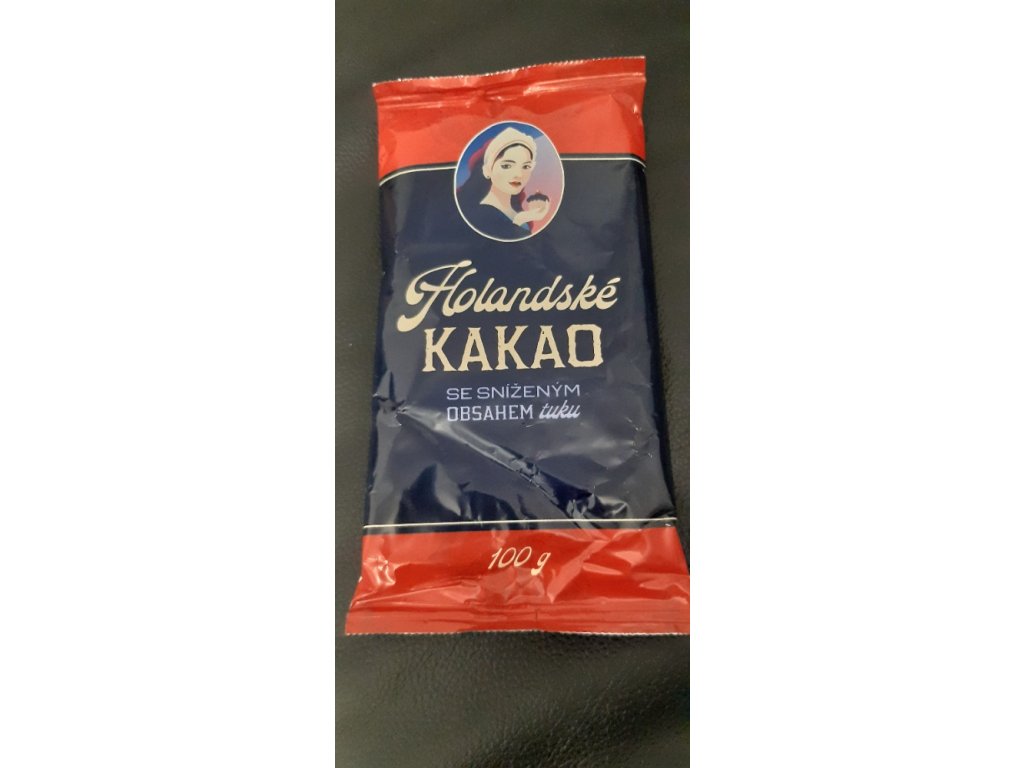 Holandské
KAKAO
SE SNÍŽENÝM
OBSAHEM tuku
100 g